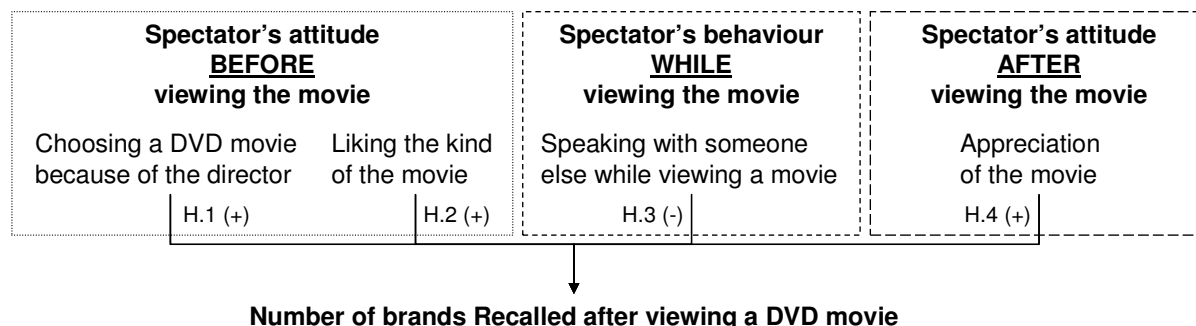 Spectator's attitude
BEFORE
viewing the movie
Choosing a DVD movie
because of the director
Liking the kind
of the movie
H.1 (+)
H.2 (+)
Spectator's behaviour
WHILE
viewing the movie
Speaking with someone
else while viewing a movie
H.3 (-)
Spectator's attitude
AFTER
viewing the movie
Appreciation
of the movie
H.4 (+)
Number of brands Recalled after viewing a DVD movie